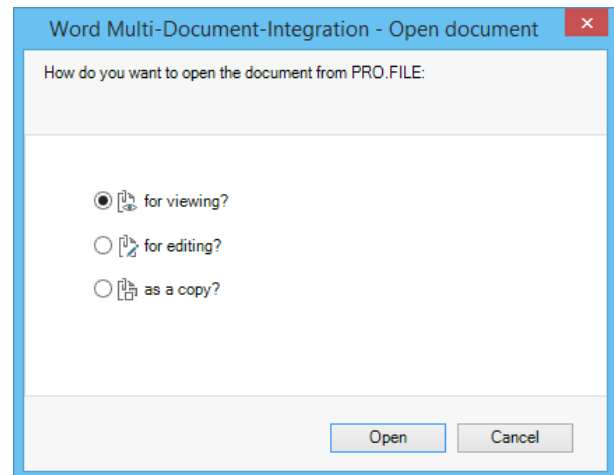 Word Multi-Document-Integration - Open document
How do you want to open the document from PRO.FILE:
for viewing?
for editing?
as a copy?
Open Cancel